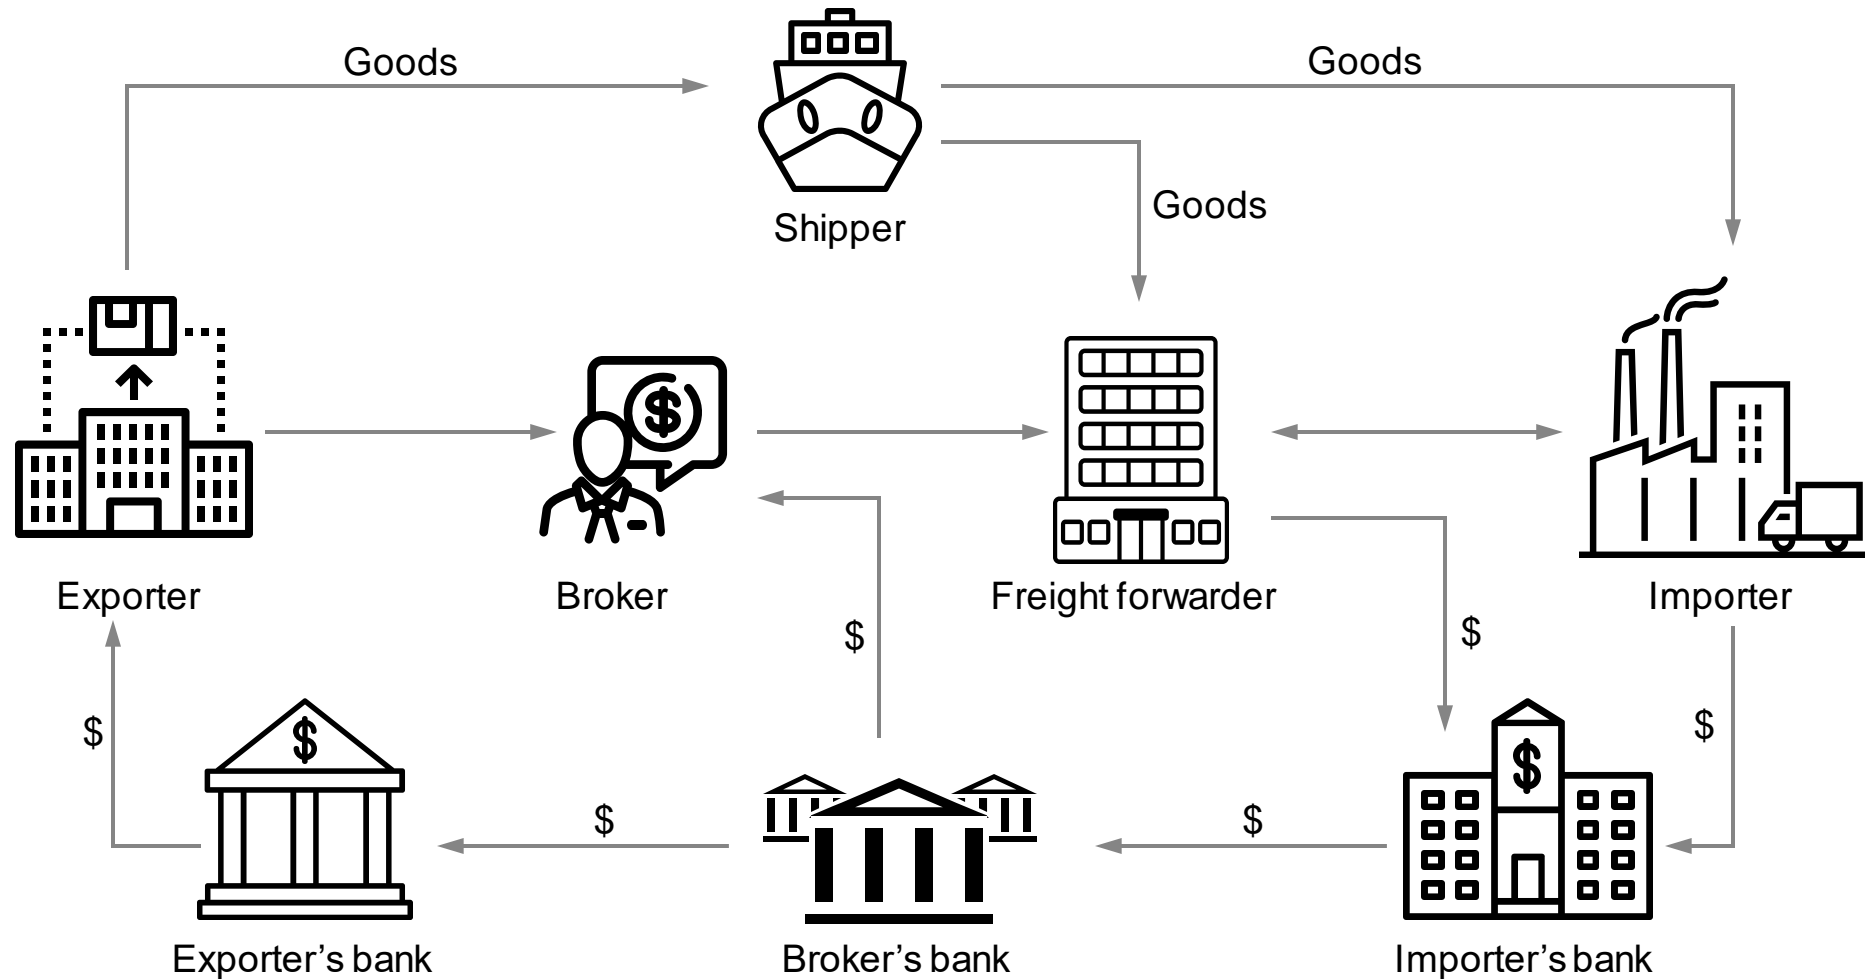 Goods
Goods
Shipper
Goods
$
Exporter
Broker
Freight forwarder
Importer
$
$
$
$
$
$
$
$
Exporter’s bank
Broker’s bank
Importer’s bank